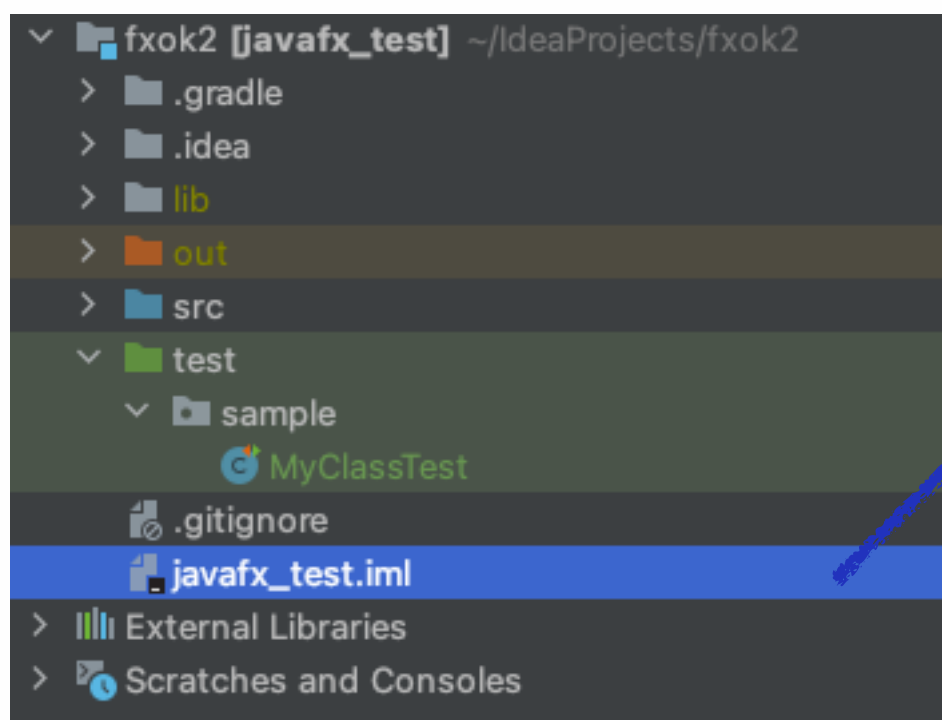 fxok2 [javafx_test] ~/IdeaProjects/fxok2
.gradle
.idea
lib
out
src
test
sample
MyClassTest
.gitignore
javafx_test.iml
External Libraries
Scratches and Consoles